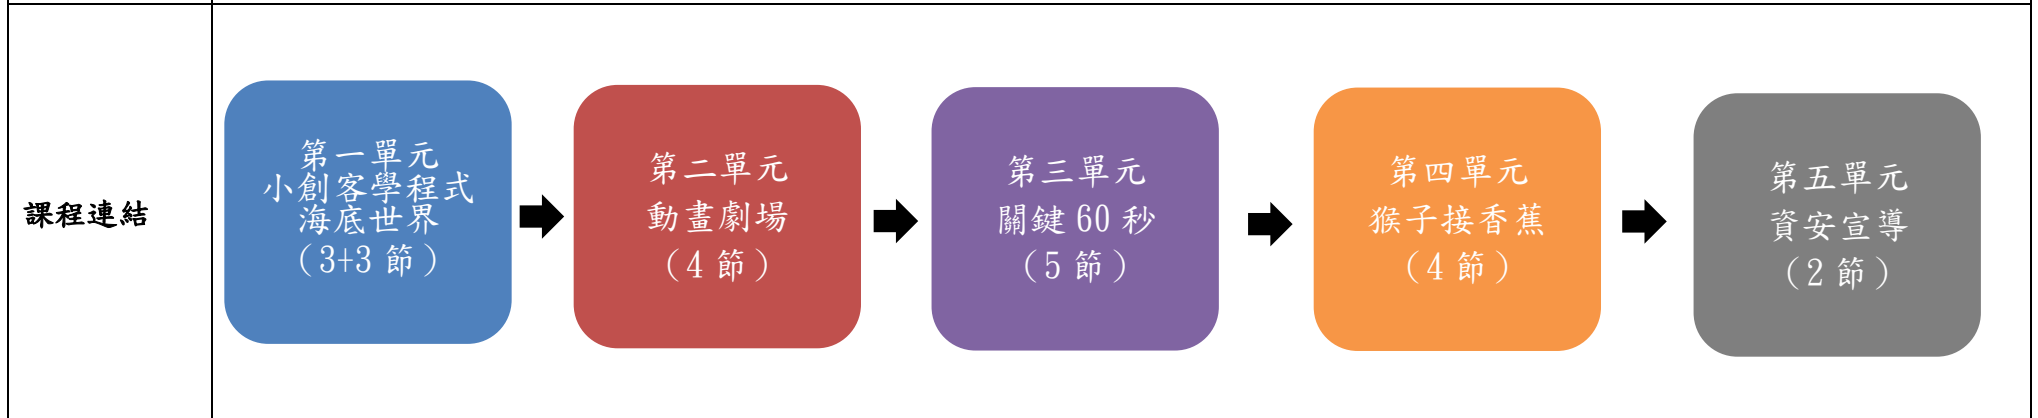 課程連結
第一單元
小創客學程式
海底世界
（3+3 節）
第二單元
動畫劇場
（4 節）
第三單元
關鍵 60 秒
（5 節）
第四單元
猴子接香蕉
（4 節）
第五單元
資安宣導
（2 節）